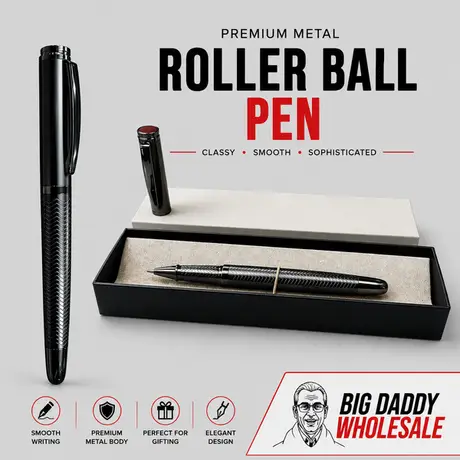 PREMIUM METAL
ROLLER BALL
PEN
CLASSY • SMOOTH • SOPHISTICATED
SMOOTH
WRITING
PREMIUM
METAL BODY
PERFECT FOR
GIFTING
ELEGANT
DESIGN
BIG DADDY
WHOLESALE